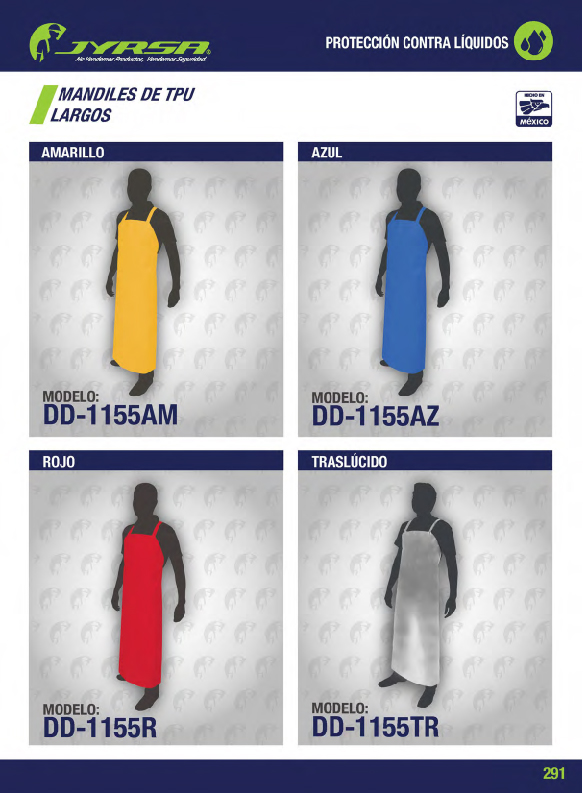 JYRSA®
No Vendemos Productos, Vendemos Seguridad
PROTECCIÓN CONTRA LÍQUIDOS
MANDILES DE TPU
LARGOS
HECHO EN
MÉXICO
AMARILLO
MODELO:
DD-1155AM
AZUL
MODELO:
DD-1155AZ
ROJO
MODELO:
DD-1155R
TRASLÚCIDO
MODELO:
DD-1155TR
291